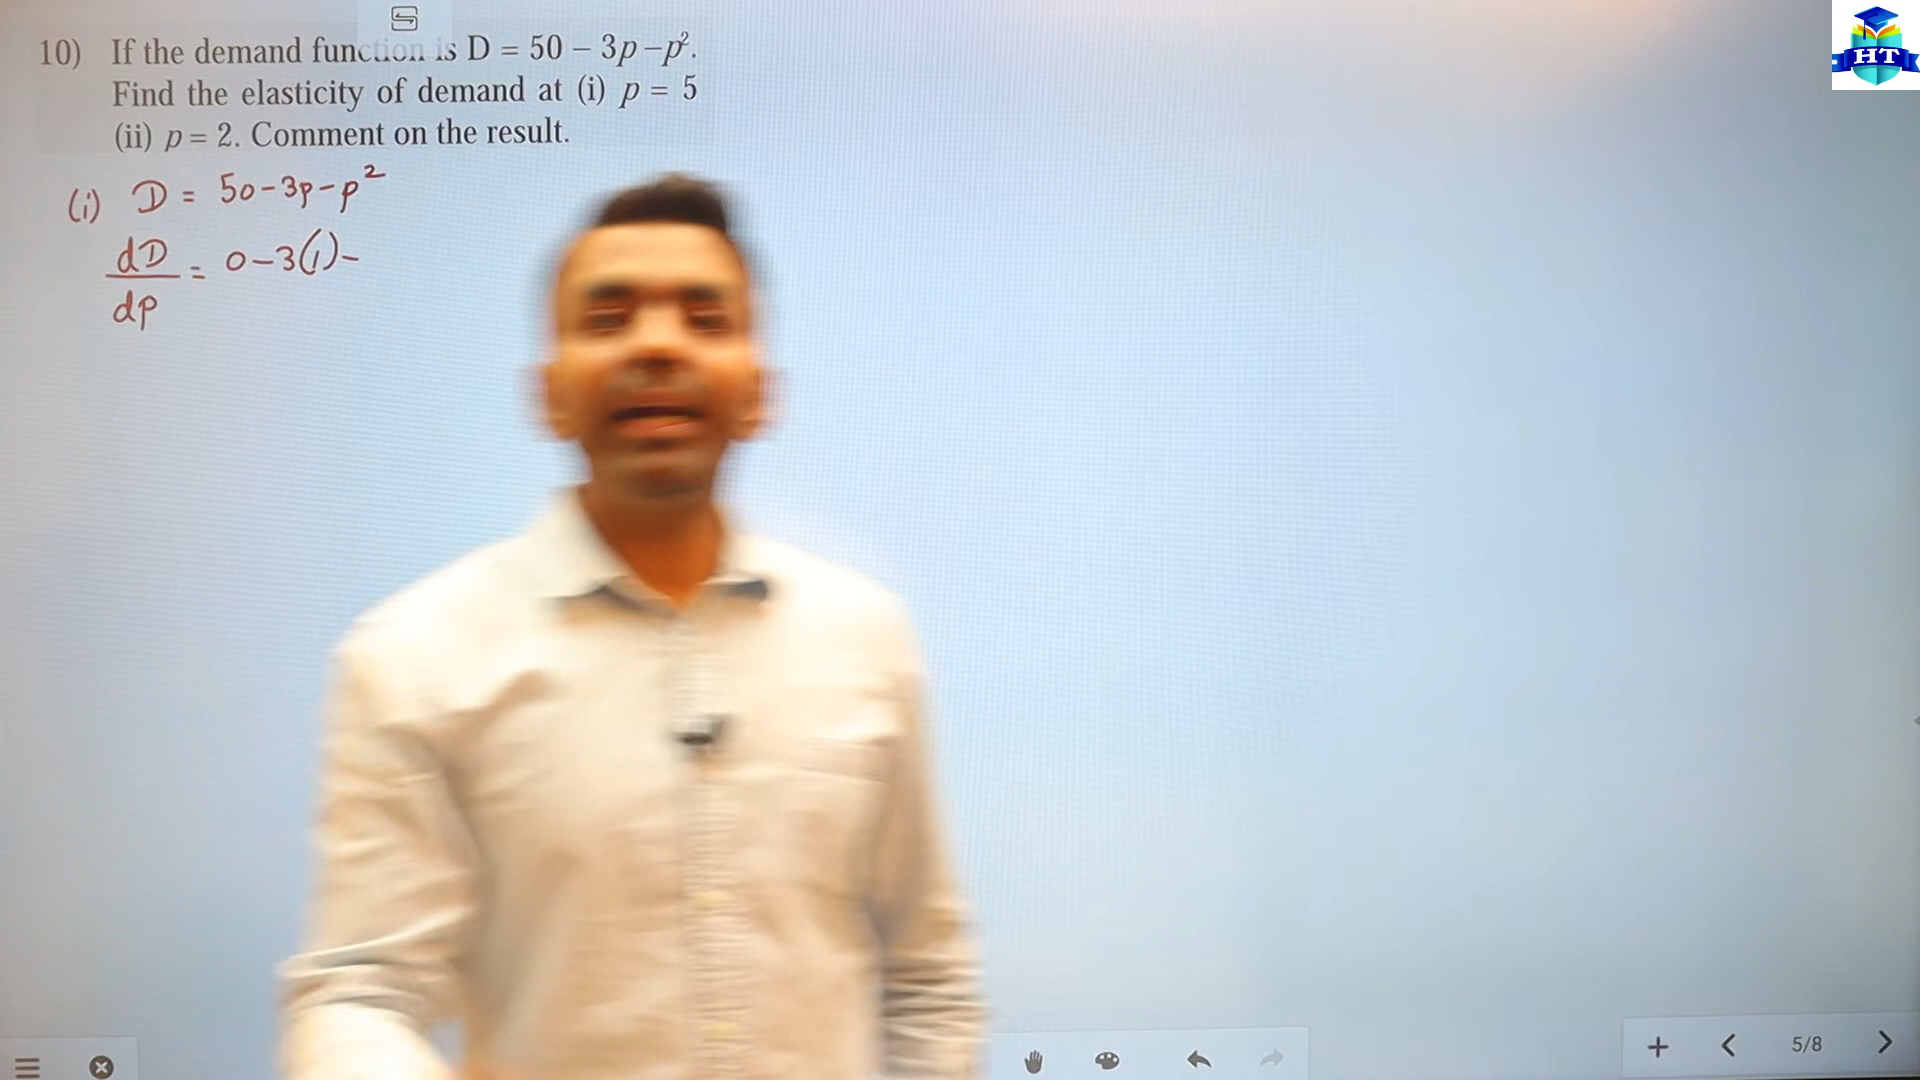 10) If the demand function is D = 50 – 3p – p².
Find the elasticity of demand at (i) p = 5
(ii) p = 2. Comment on the result.
(i) D = 50-3p-p²
dD/dp = 0-3(1)-
HT
5/8